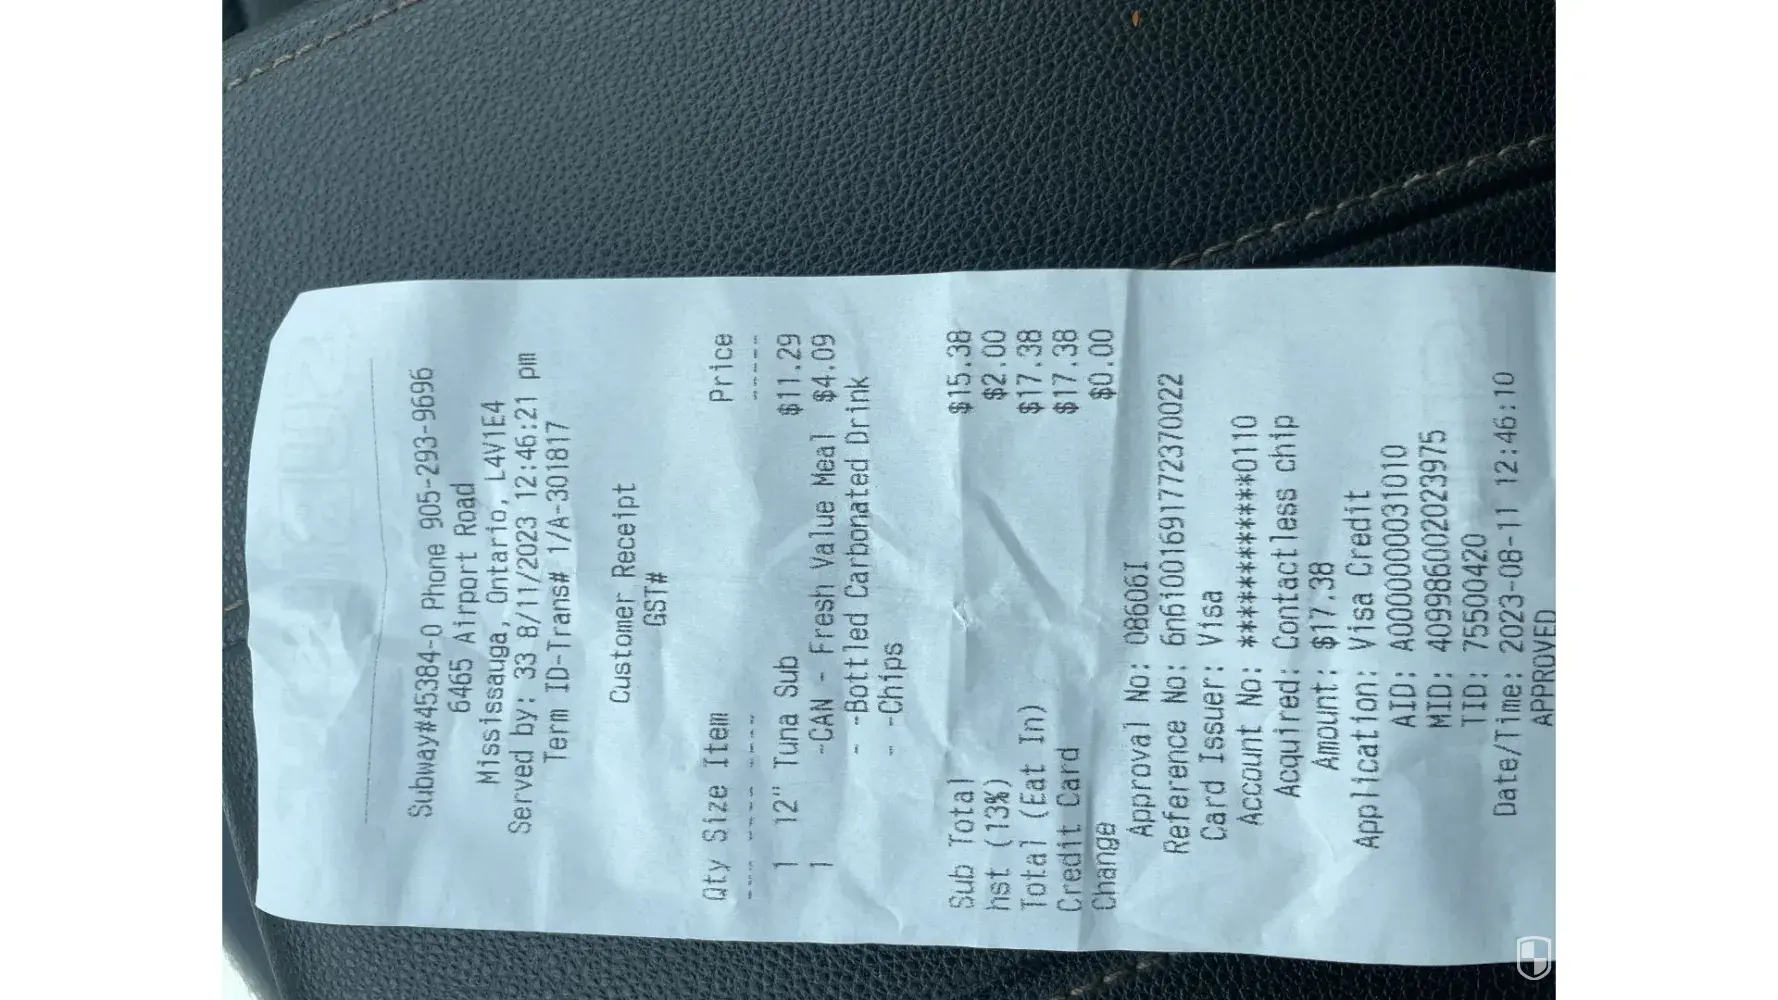 Subway#45384-0 Phone 905-293-9696
6465 Airport Road
Mississauga, Ontario, L4V1E4
Served by: 33 8/11/2023 12:46:21 pm
Term ID-Trans# 1/A-301817
Customer Receipt
GST#
Qty Size Item Price
--- ---- ---- -----
1 12" Tuna Sub $11.29
1 -CAN - Fresh Value Meal $4.09
- -Bottled Carbonated Drink
- -Chips
Sub Total $15.38
hst (13%) $2.00
Total (Eat In) $17.38
Credit Card $17.38
Change $0.00
Approval No: 08606I
Reference No: 6n61001691772370022
Card Issuer: Visa
Account No: ************0110
Acquired: Contactless chip
Amount: $17.38
Application: Visa Credit
AID: A0000000031010
MID: 4099860020239​75
TID: 75500420
Date/Time: 2023-08-11 12:46:10
APPROVED